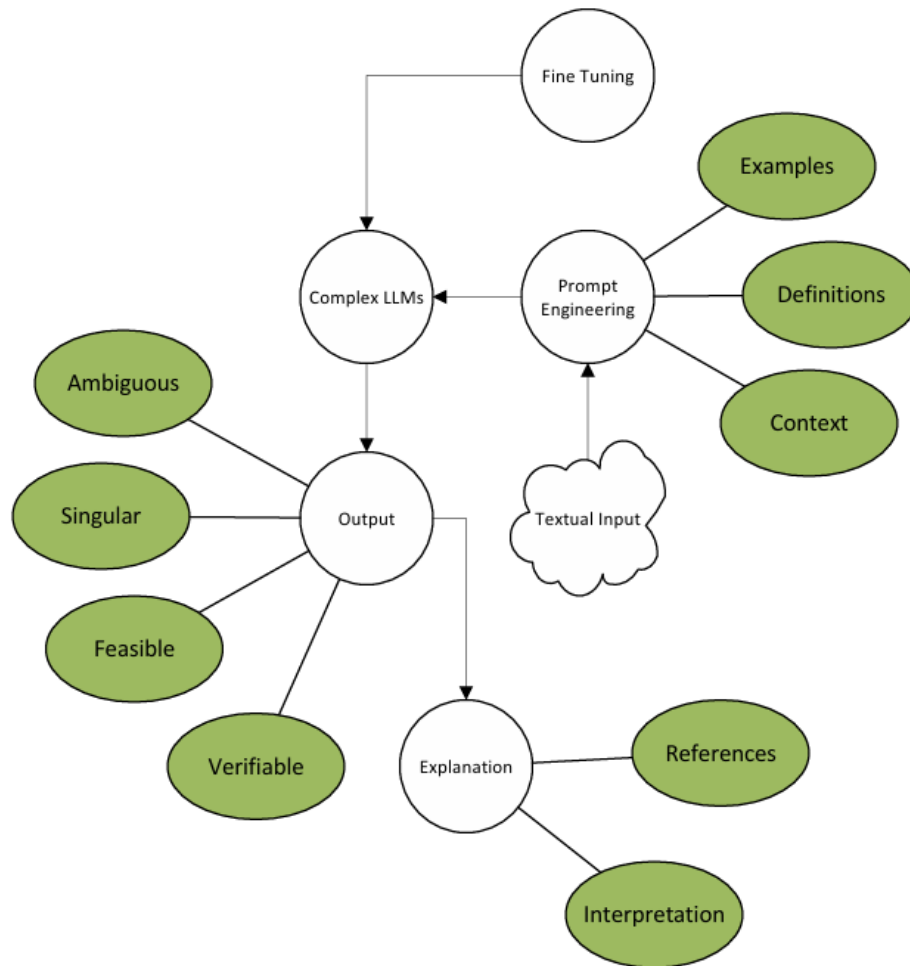 Fine Tuning
Examples
Complex LLMs
Prompt
Engineering
Definitions
Ambiguous
Context
Singular
Output
Textual Input
Feasible
Verifiable
Explanation
References
Interpretation